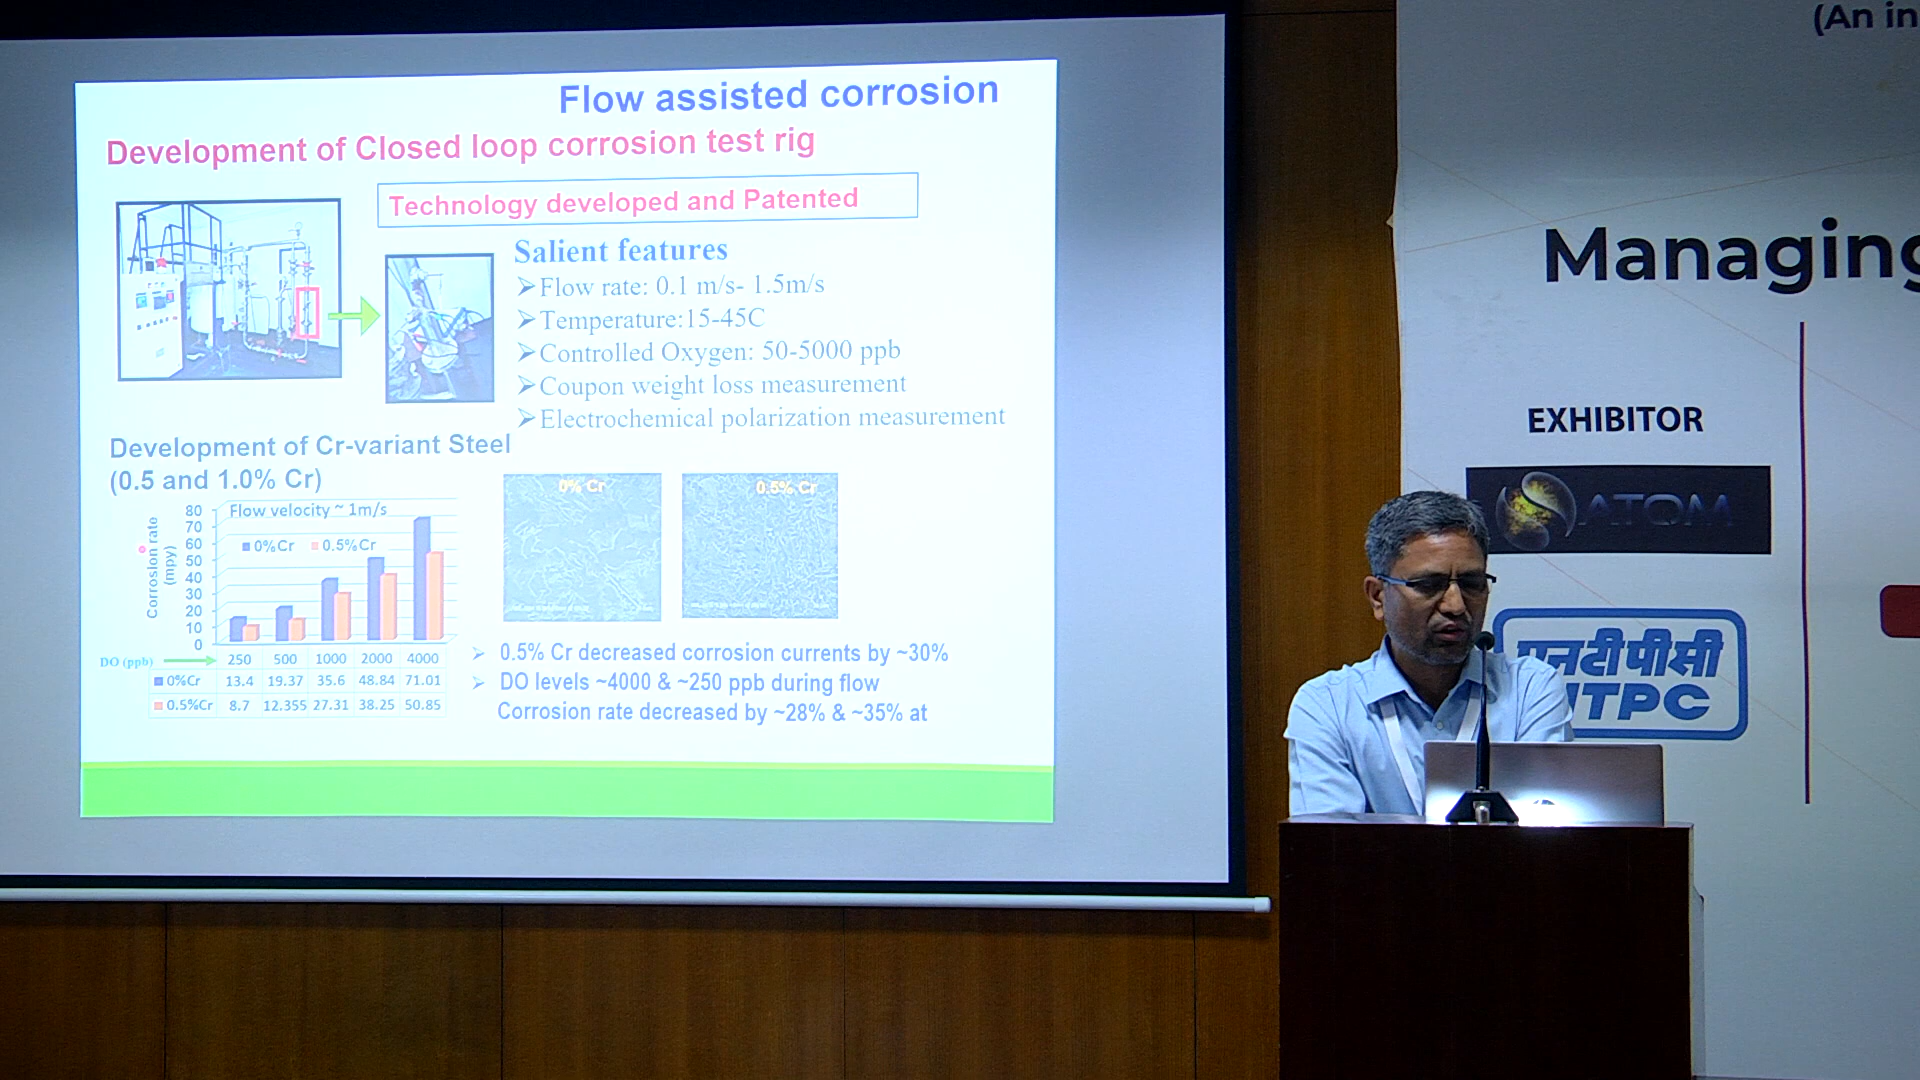 Flow assisted corrosion
Development of Closed loop corrosion test rig
Technology developed and Patented
Salient features
➢Flow rate: 0.1 m/s- 1.5m/s
➢Temperature:15-45C
➢Controlled Oxygen: 50-5000 ppb
➢Coupon weight loss measurement
➢Electrochemical polarization measurement
Development of Cr-variant Steel
(0.5 and 1.0% Cr)
Corrosion rate
(mpy)
80
70
60
50
40
30
20
10
0
Flow velocity ~ 1m/s
0%Cr 0.5%Cr
DO (ppb) 250 500 1000 2000 4000
0%Cr 13.4 19.37 35.6 48.84 71.01
0.5%Cr 8.7 12.355 27.31 38.25 50.85
0% Cr
0.5% Cr
➢ 0.5% Cr decreased corrosion currents by ~30%
➢ DO levels ~4000 & ~250 ppb during flow
Corrosion rate decreased by ~28% & ~35% at
(An in
Managing
EXHIBITOR
ATOM
एनटीपीसी
NTPC